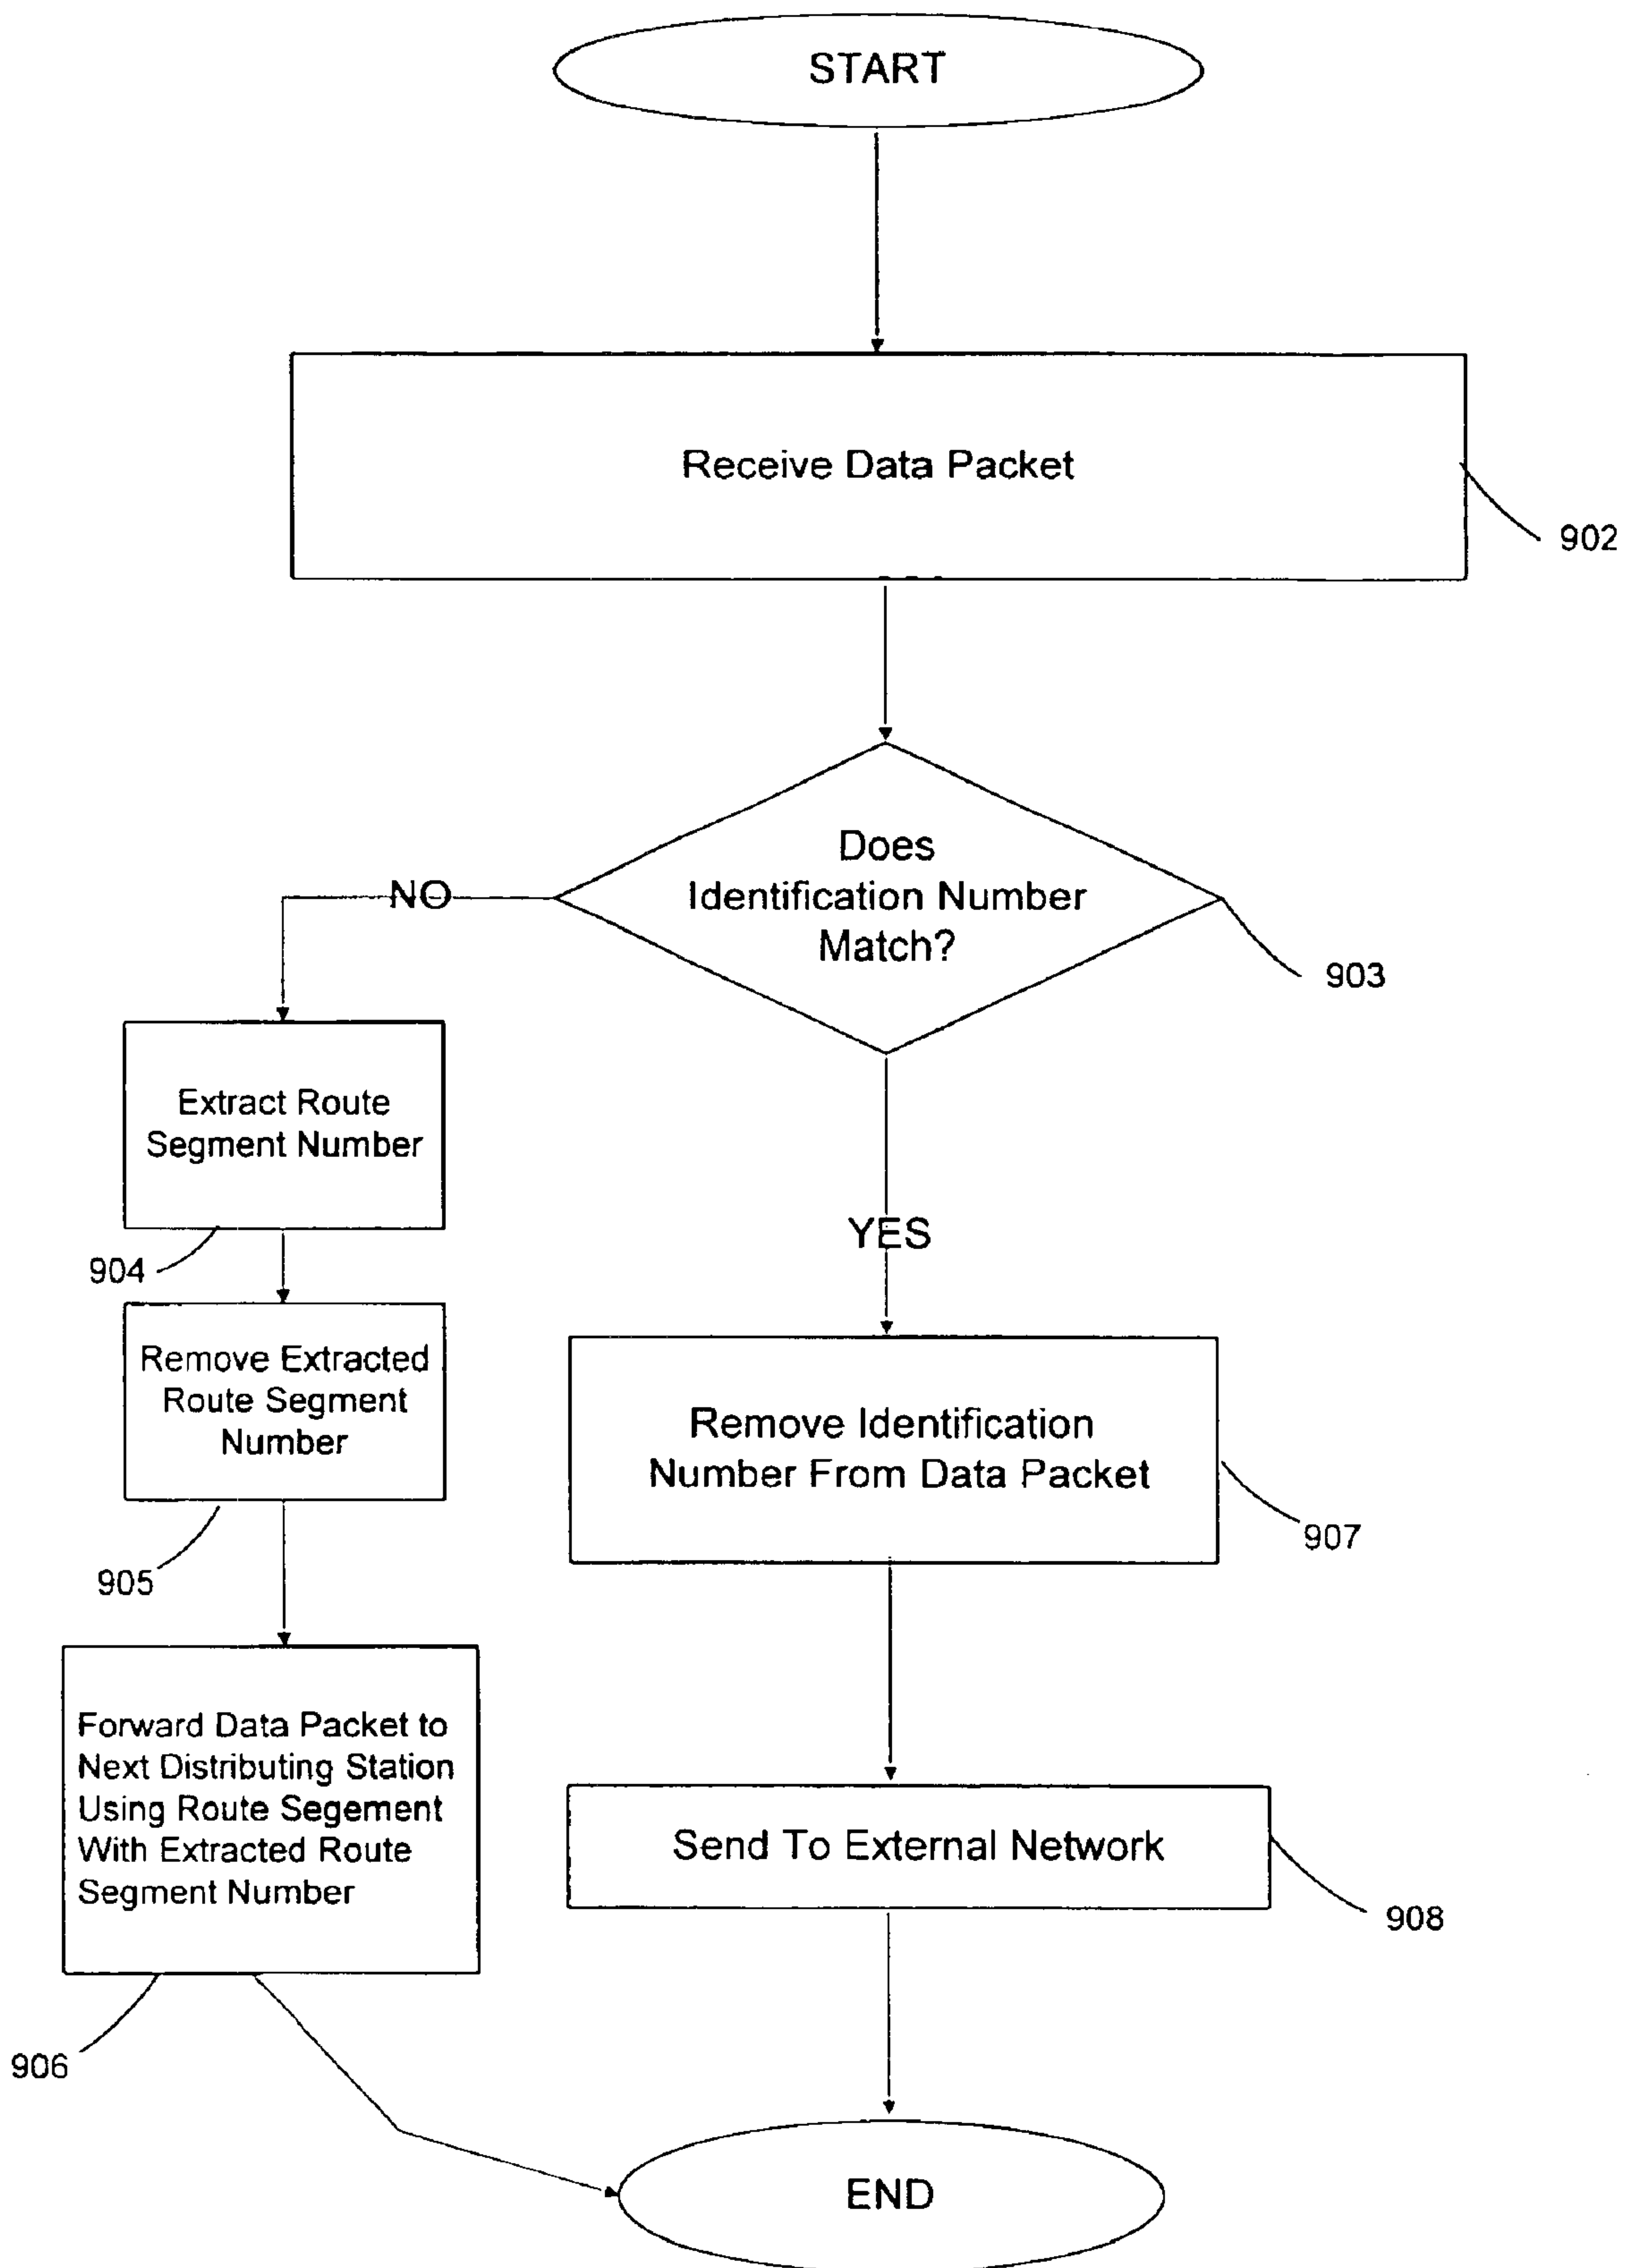 START
Receive Data Packet
902
Does
Identification Number
Match?
NO
903
Extract Route
Segment Number
904
YES
Remove Extracted
Route Segment
Number
905
Remove Identification
Number From Data Packet
907
Forward Data Packet to
Next Distributing Station
Using Route Segement
With Extracted Route
Segment Number
906
Send To External Network
908
END